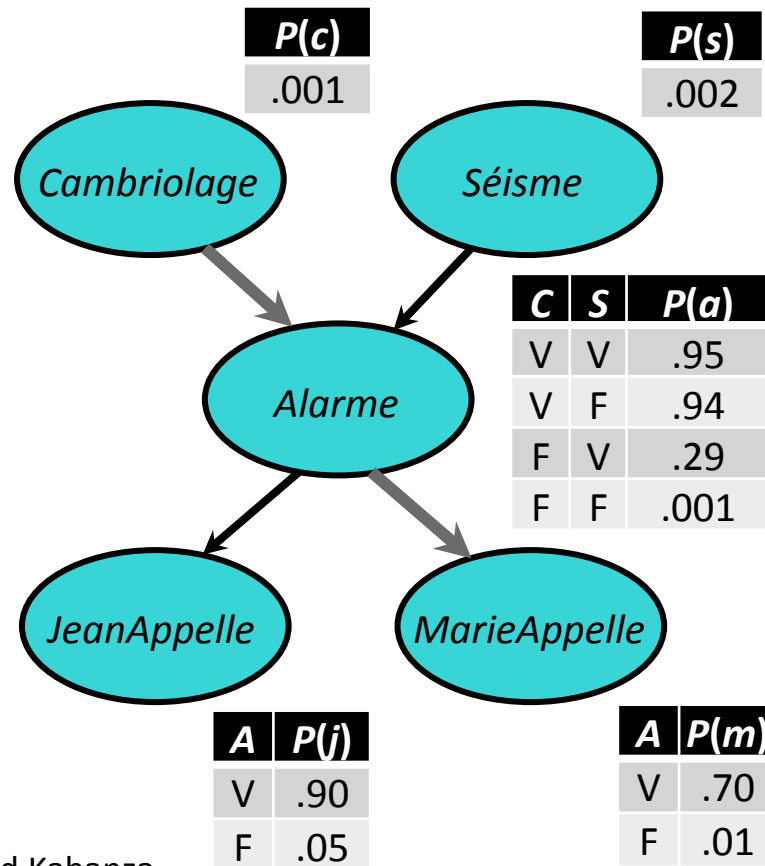 P(c)
.001
P(s)
.002
Cambriolage
Séisme
C S P(a)
V V .95
V F .94
F V .29
F F .001
Alarme
JeanAppelle
MarieAppelle
A P(j)
V .90
F .05
A P(m)
V .70
F .01
d Kabanza